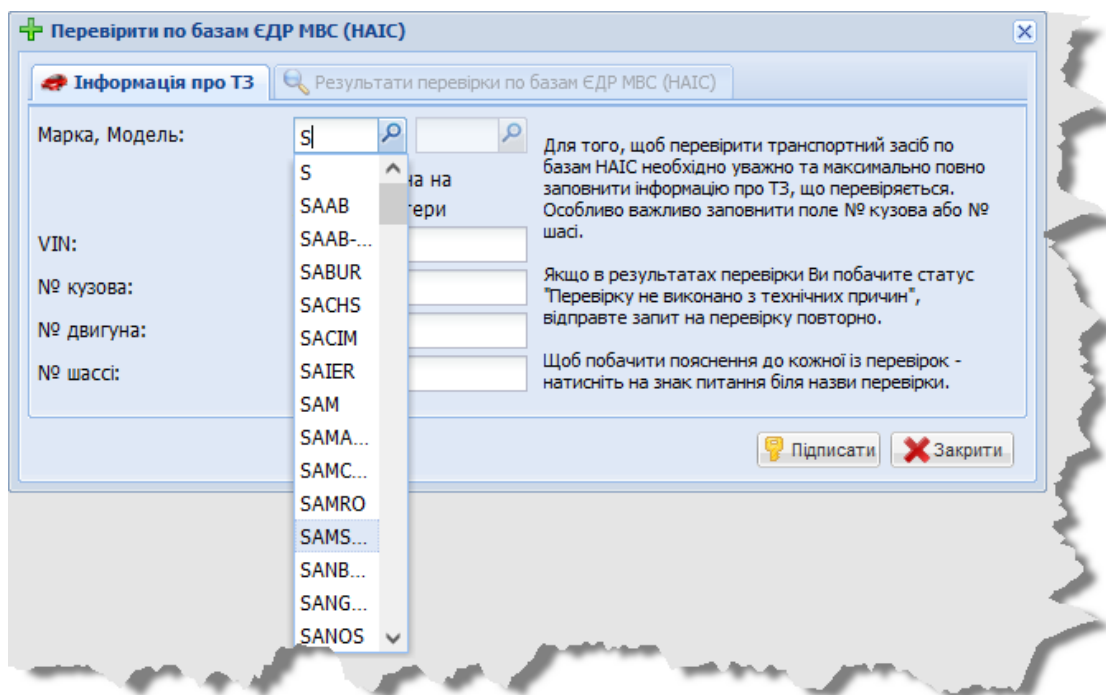 Перевірити по базам ЄДР МВС (НАІС)
Інформація про ТЗ
Результати перевірки по базам ЄДР МВС (НАІС)
Марка, Модель:
S
S
SAAB
SAAB-...
SABUR
SACHS
SACIM
SAIER
SAM
SAMA...
SAMC...
SAMRO
SAMS...
SANB...
SANG...
SANOS
на
VIN:
№ кузова:
№ двигуна:
№ шассі:
Для того, щоб перевірити транспортний засіб по
базам НАІС необхідно уважно та максимально повно
заповнити інформацію про ТЗ, що перевіряється.
Особливо важливо заповнити поле № кузова або №
шасі.
Якщо в результатах перевірки Ви побачите статус
"Перевірку не виконано з технічних причин",
відправте запит на перевірку повторно.
Щоб побачити пояснення до кожної із перевірок -
натисніть на знак питання біля назви перевірки.
Підписати
Закрити